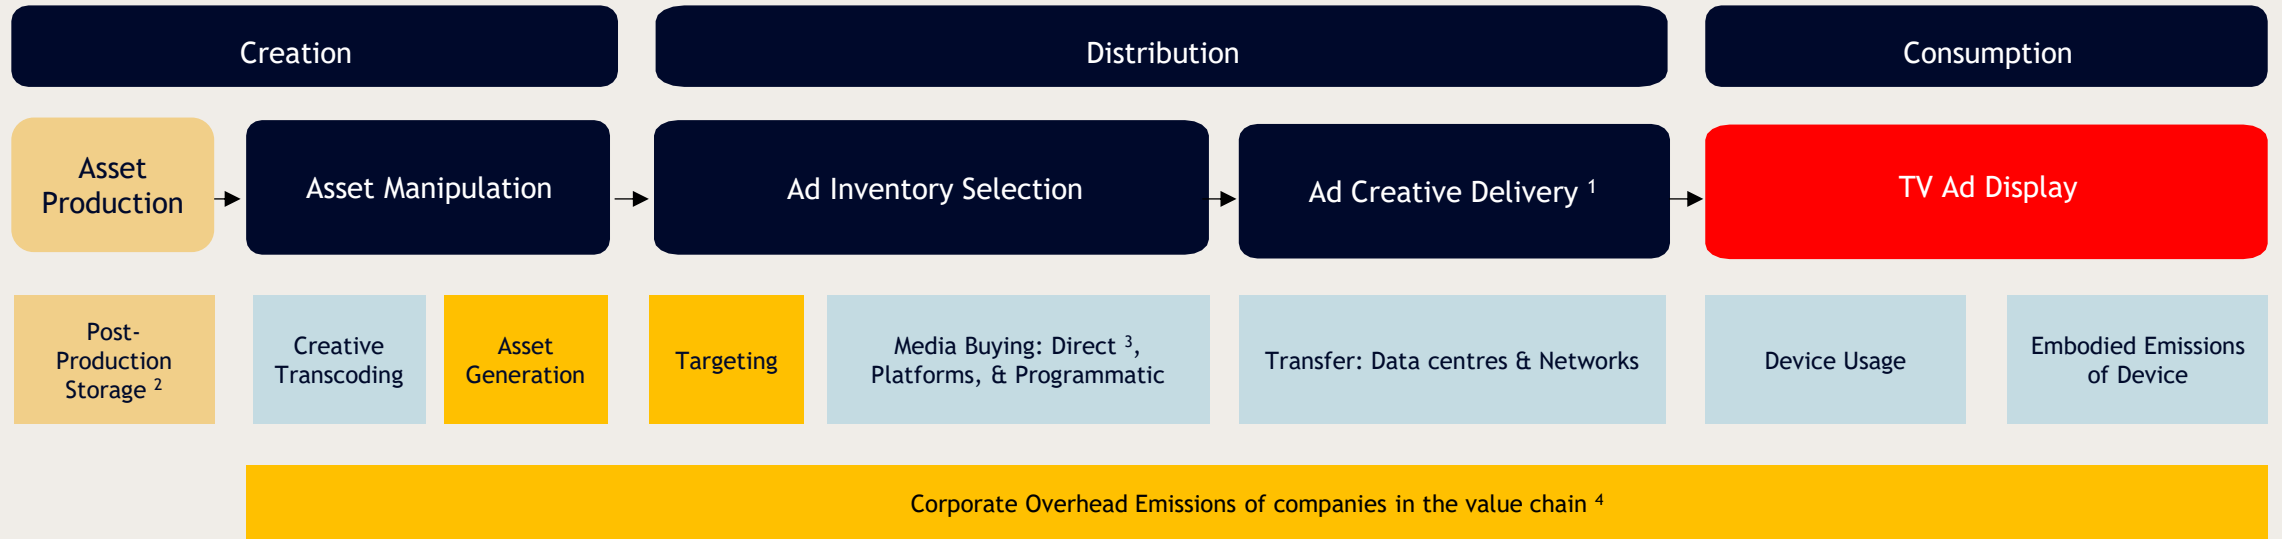 Creation
Distribution
Consumption
Asset
Production
Asset Manipulation
Ad Inventory Selection
Ad Creative Delivery 1
TV Ad Display
Post-
Production
Storage 2
Creative
Transcoding
Asset
Generation
Targeting
Media Buying: Direct 3,
Platforms, & Programmatic
Transfer: Data centres & Networks
Device Usage
Embodied Emissions
of Device
Corporate Overhead Emissions of companies in the value chain 4